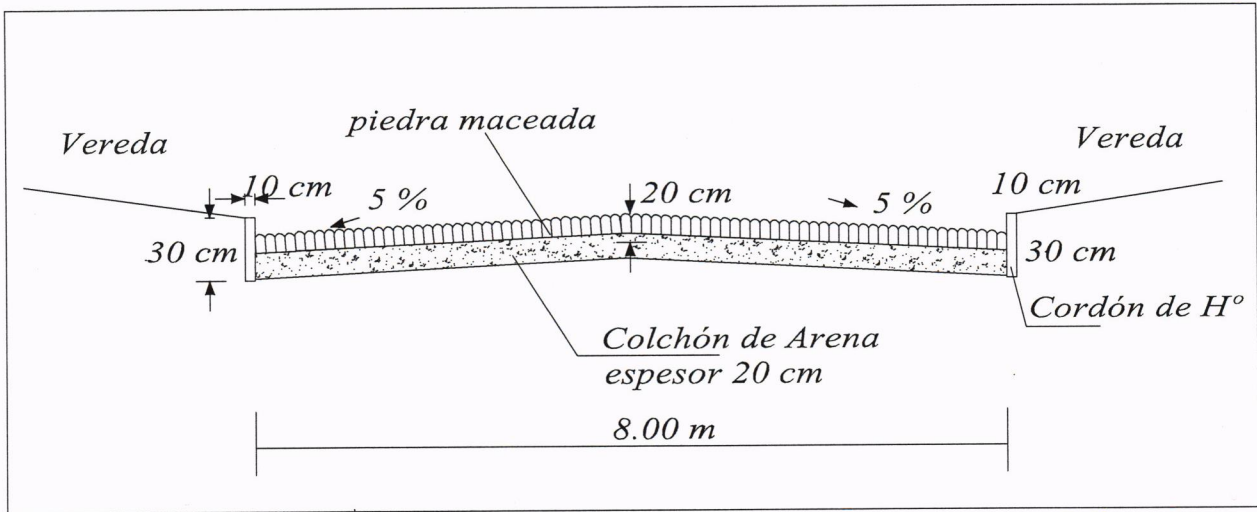 Vereda
piedra maceada
Vereda
10 cm
5 %
20 cm
5 %
10 cm
30 cm
30 cm
Cordón de Hº
Colchón de Arena
espesor 20 cm
8.00 m